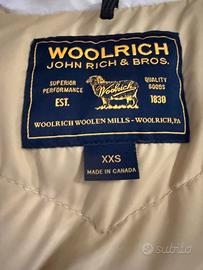 WOOLRICH
JOHN RICH & BROS.
SUPERIOR PERFORMANCE
QUALITY GOODS
Woolrich
EST.
1830
WOOLRICH WOOLEN MILLS - WOOLRICH, PA
XXS
MADE IN CANADA
subito